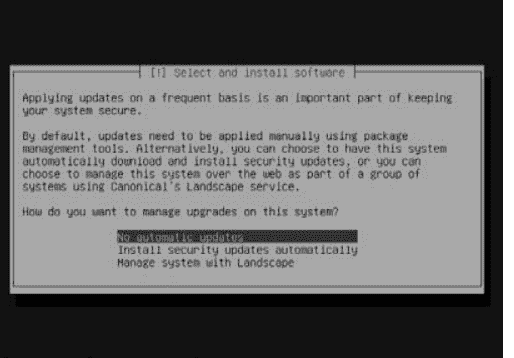 [!] Select and install software
Applying updates on a frequent basis is an important part of keeping
your system secure.
By default, updates need to be applied manually using package
management tools. Alternatively, you can choose to have this system
automatically download and install security updates, or you can
choose to manage this system over the web as part of a group of
systems using Canonical's Landscape service.
How do you want to manage upgrades on this system?
No automatic updates
Install security updates automatically
Manage system with Landscape